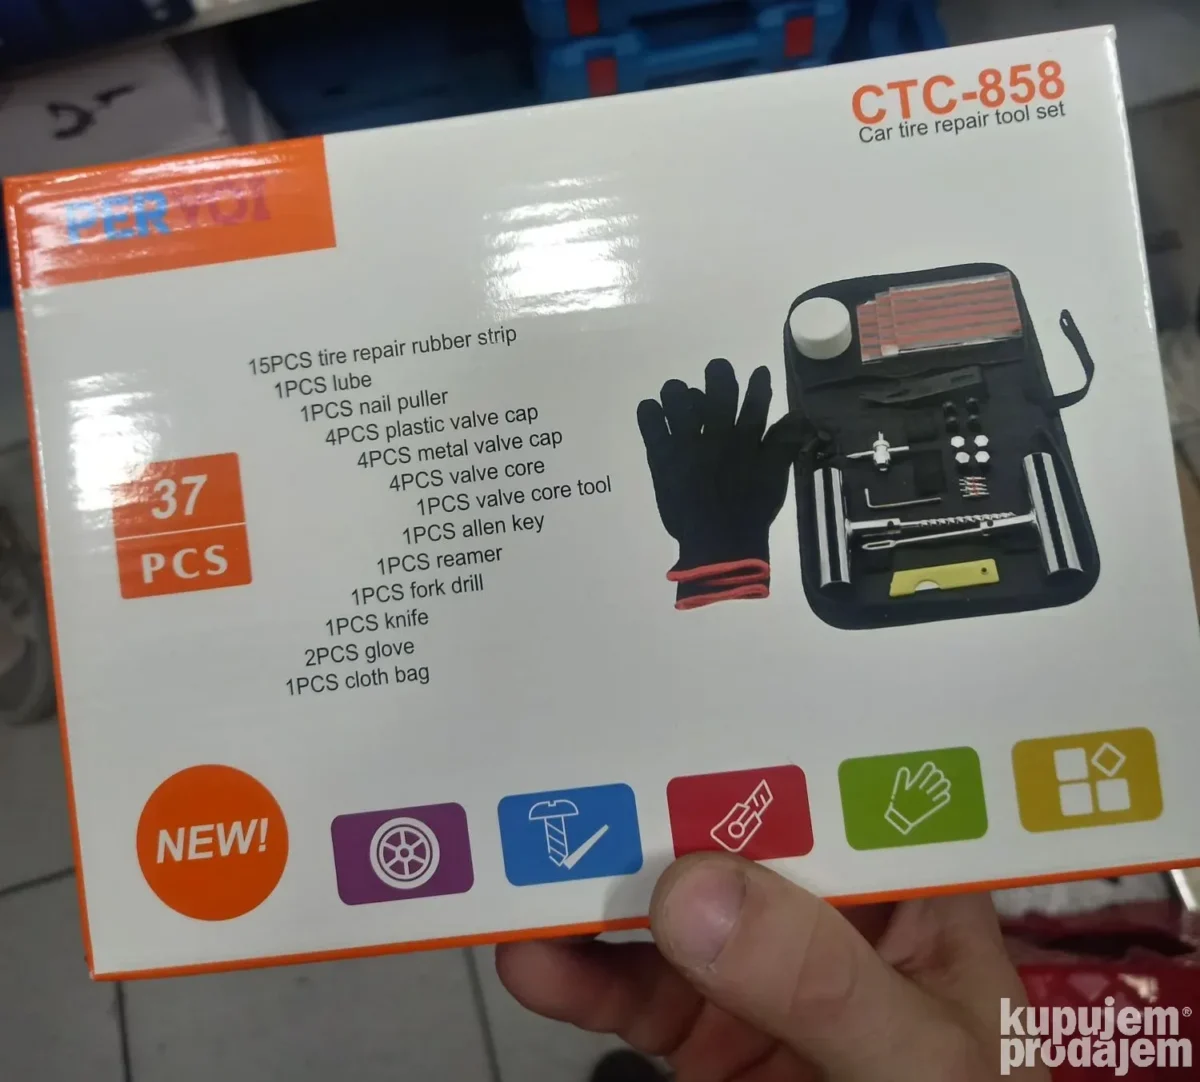 CTC-858
Car tire repair tool set
PERVOI
15PCS tire repair rubber strip
1PCS lube
1PCS nail puller
4PCS plastic valve cap
4PCS metal valve cap
4PCS valve core
1PCS valve core tool
1PCS allen key
1PCS reamer
1PCS fork drill
1PCS knife
2PCS glove
1PCS cloth bag
37
PCS
NEW!
kupujem®
prodajem